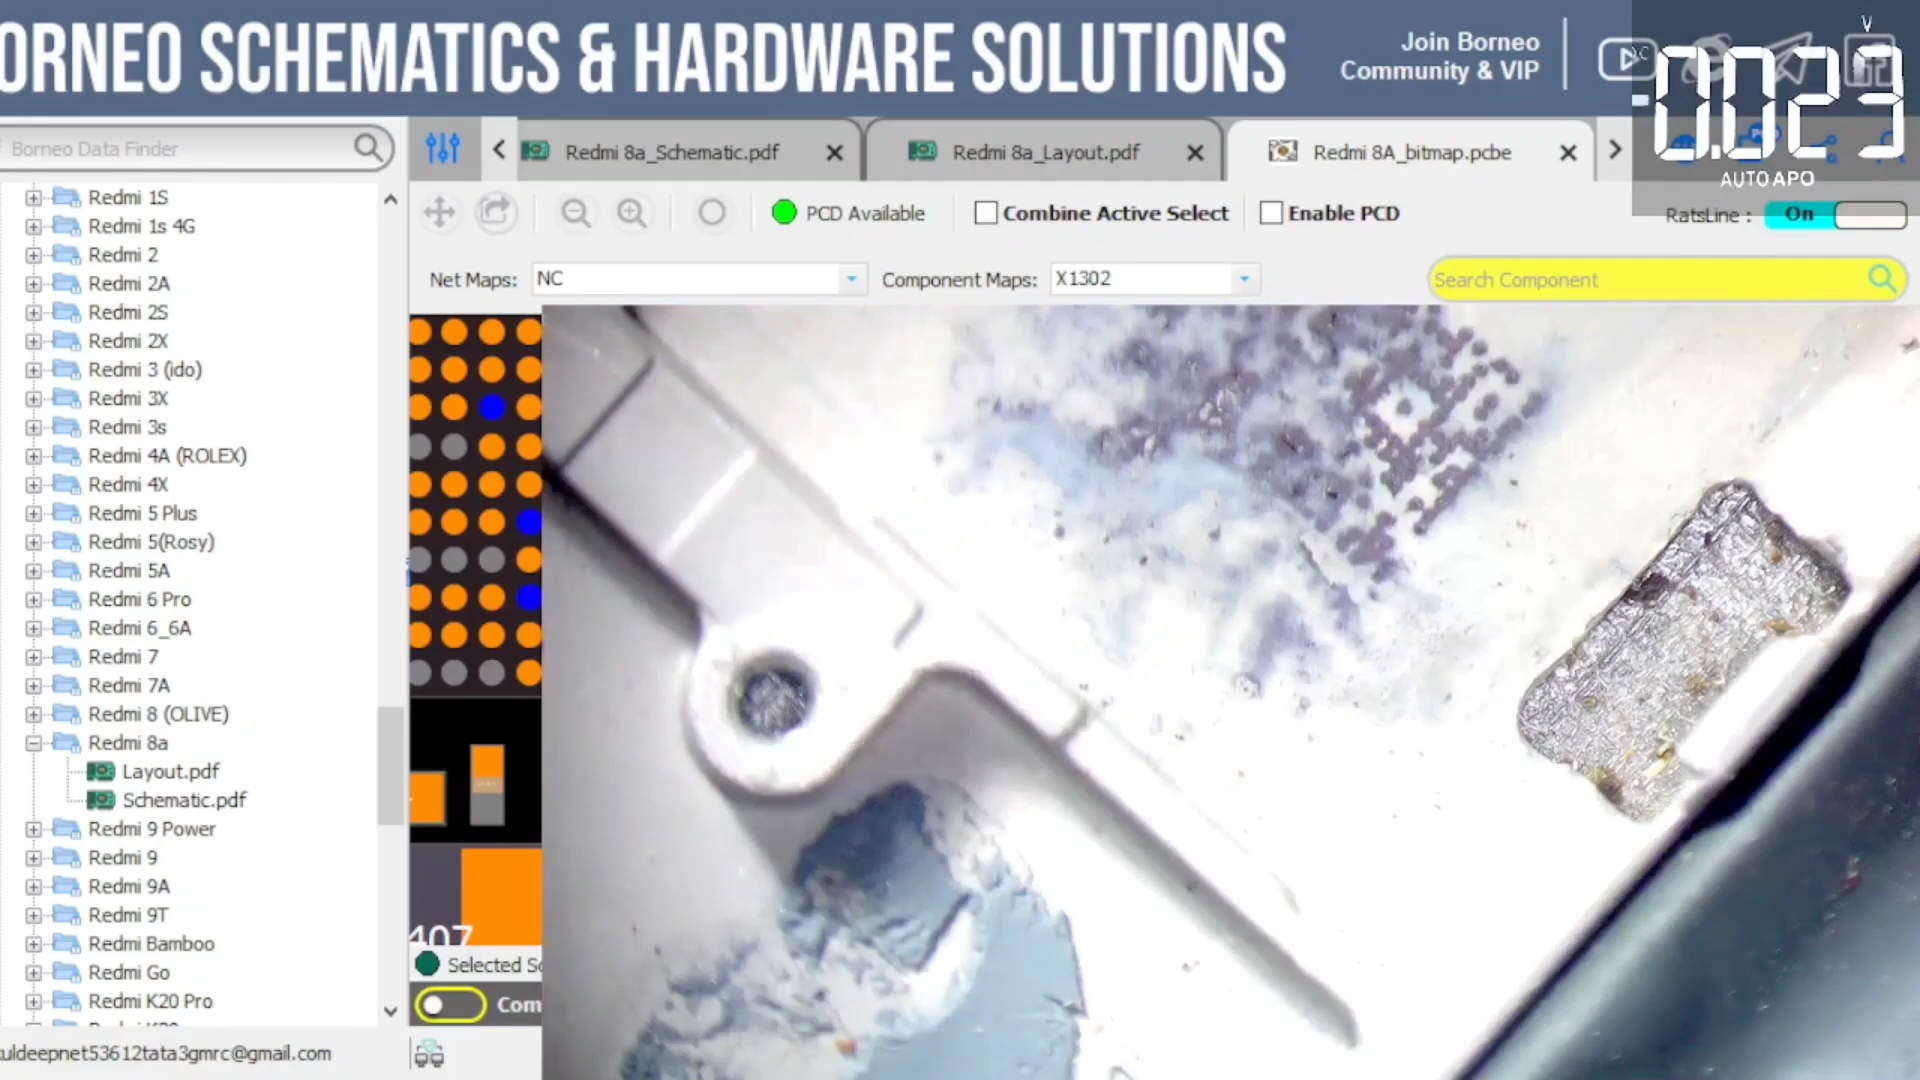 ORNEO SCHEMATICS & HARDWARE SOLUTIONS
Join Borneo
Community & VIP
V
-0.023
AUTO APO
Borneo Data Finder
Redmi 8a_Schematic.pdf
Redmi 8a_Layout.pdf
Redmi 8A_bitmap.pcbe
PCD Available
Combine Active Select
Enable PCD
RatsLine :
On
Net Maps:
NC
Component Maps:
X1302
Search Component
Redmi 1S
Redmi 1s 4G
Redmi 2
Redmi 2A
Redmi 2S
Redmi 2X
Redmi 3 (ido)
Redmi 3X
Redmi 3s
Redmi 4A (ROLEX)
Redmi 4X
Redmi 5 Plus
Redmi 5(Rosy)
Redmi 5A
Redmi 6 Pro
Redmi 6_6A
Redmi 7
Redmi 7A
Redmi 8 (OLIVE)
Redmi 8a
Layout.pdf
Schematic.pdf
Redmi 9 Power
Redmi 9
Redmi 9A
Redmi 9T
Redmi Bamboo
Redmi Go
Redmi K20 Pro
407
Selected Sc
Com
uldeepnet53612tata3gmrc@gmail.com